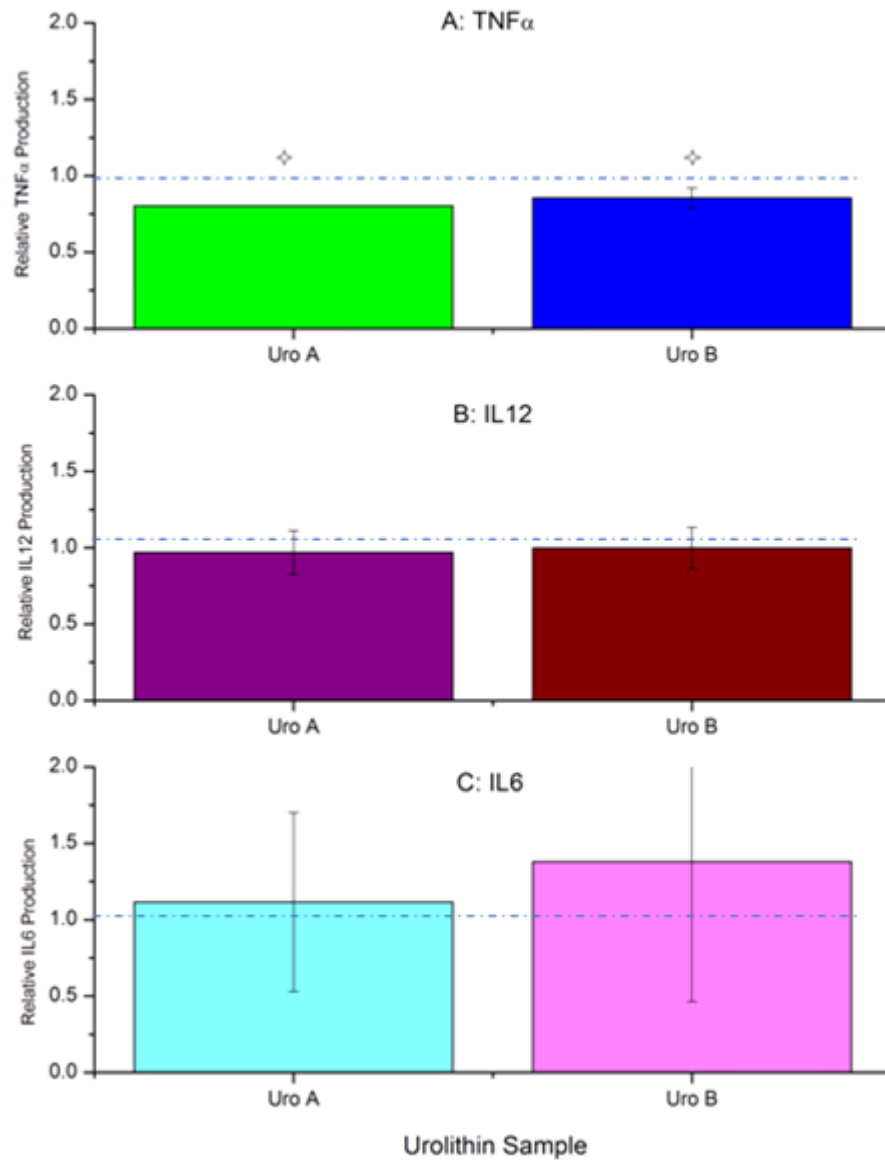 A: TNFα
Relative TNFα Production
2.0
1.5
1.0
0.5
0.0
Uro A
Uro B
B: IL12
Relative IL12 Production
2.0
1.5
1.0
0.5
0.0
Uro A
Uro B
C: IL6
Relative IL6 Production
2.0
1.5
1.0
0.5
0.0
Uro A
Uro B
Urolithin Sample